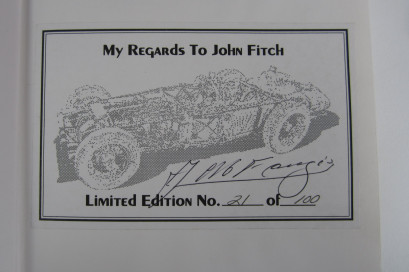 My Regards To John Fitch
Limited Edition No. 21 of 100